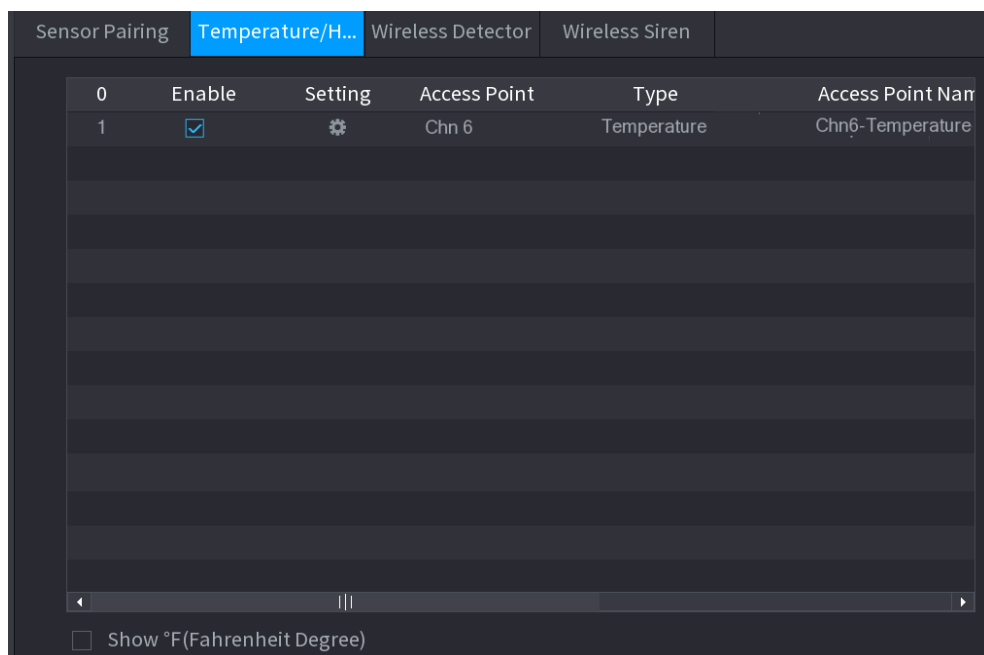 Sensor Pairing Temperature/H... Wireless Detector Wireless Siren
0 Enable Setting Access Point Type Access Point Nam
1 Chn 6 Temperature Chn6-Temperature
Show °F(Fahrenheit Degree)